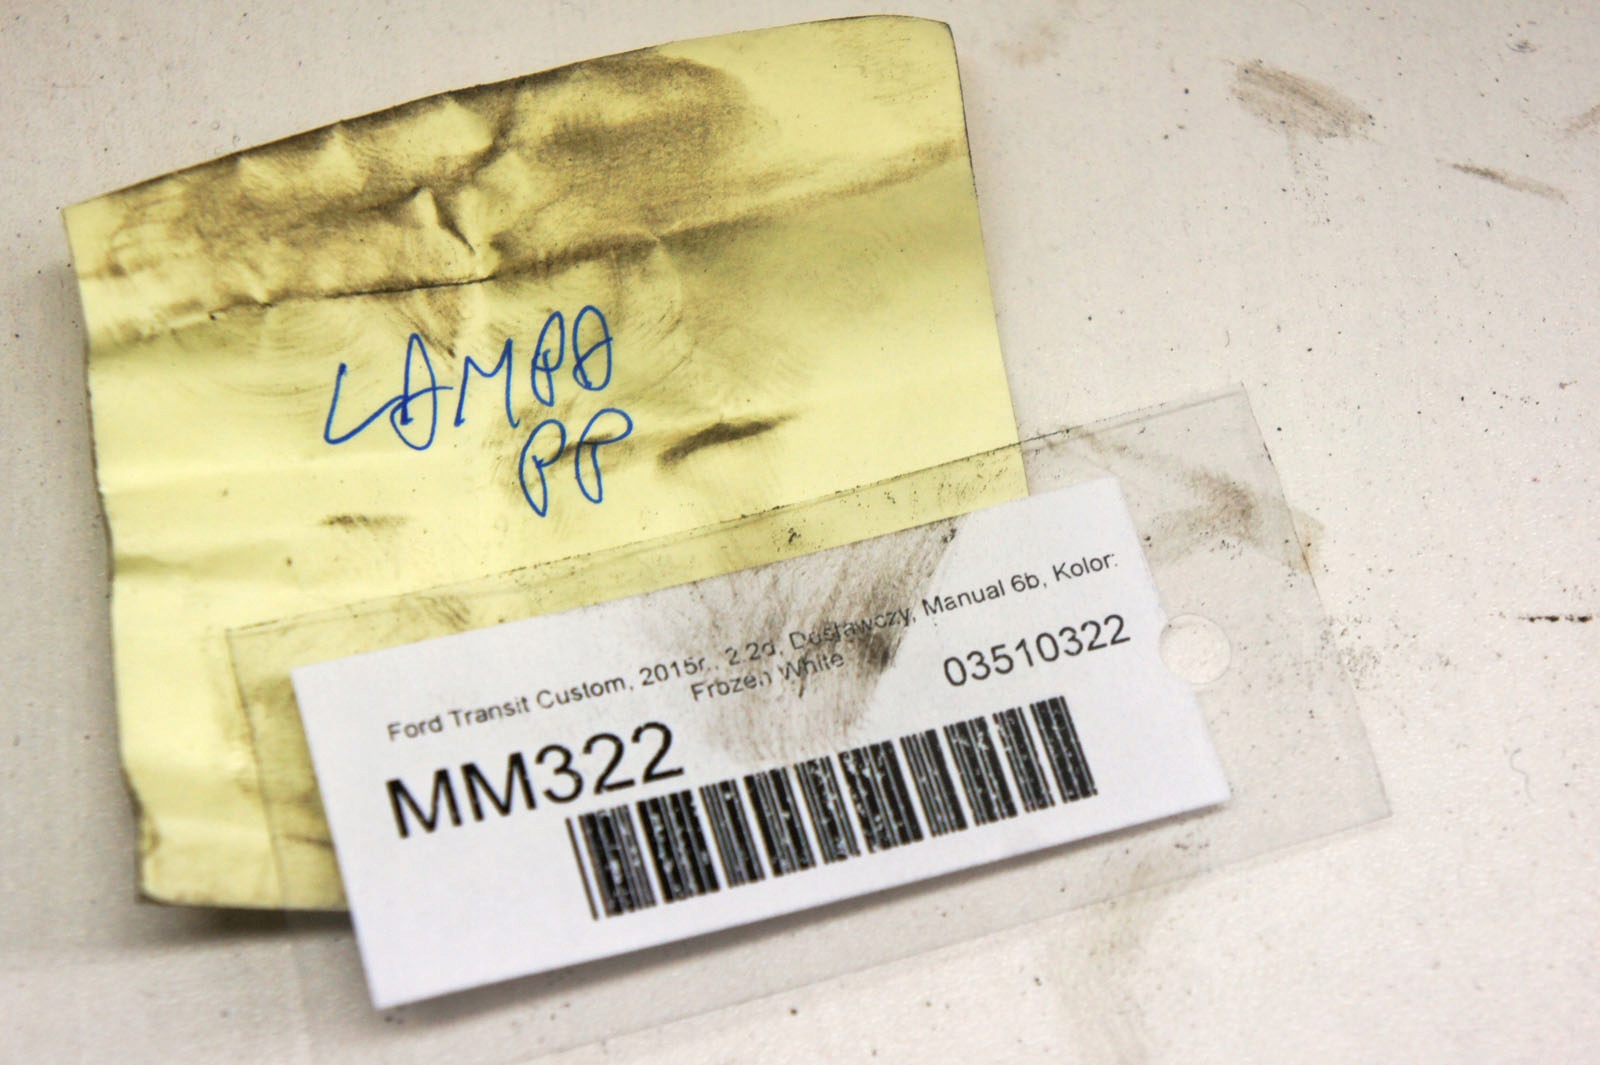 LAMPA
PP
Ford Transit Custom, 2015r., 2.2d, Dostawczy, Manual 6b, Kolor:
Frozen White
03510322
MM322